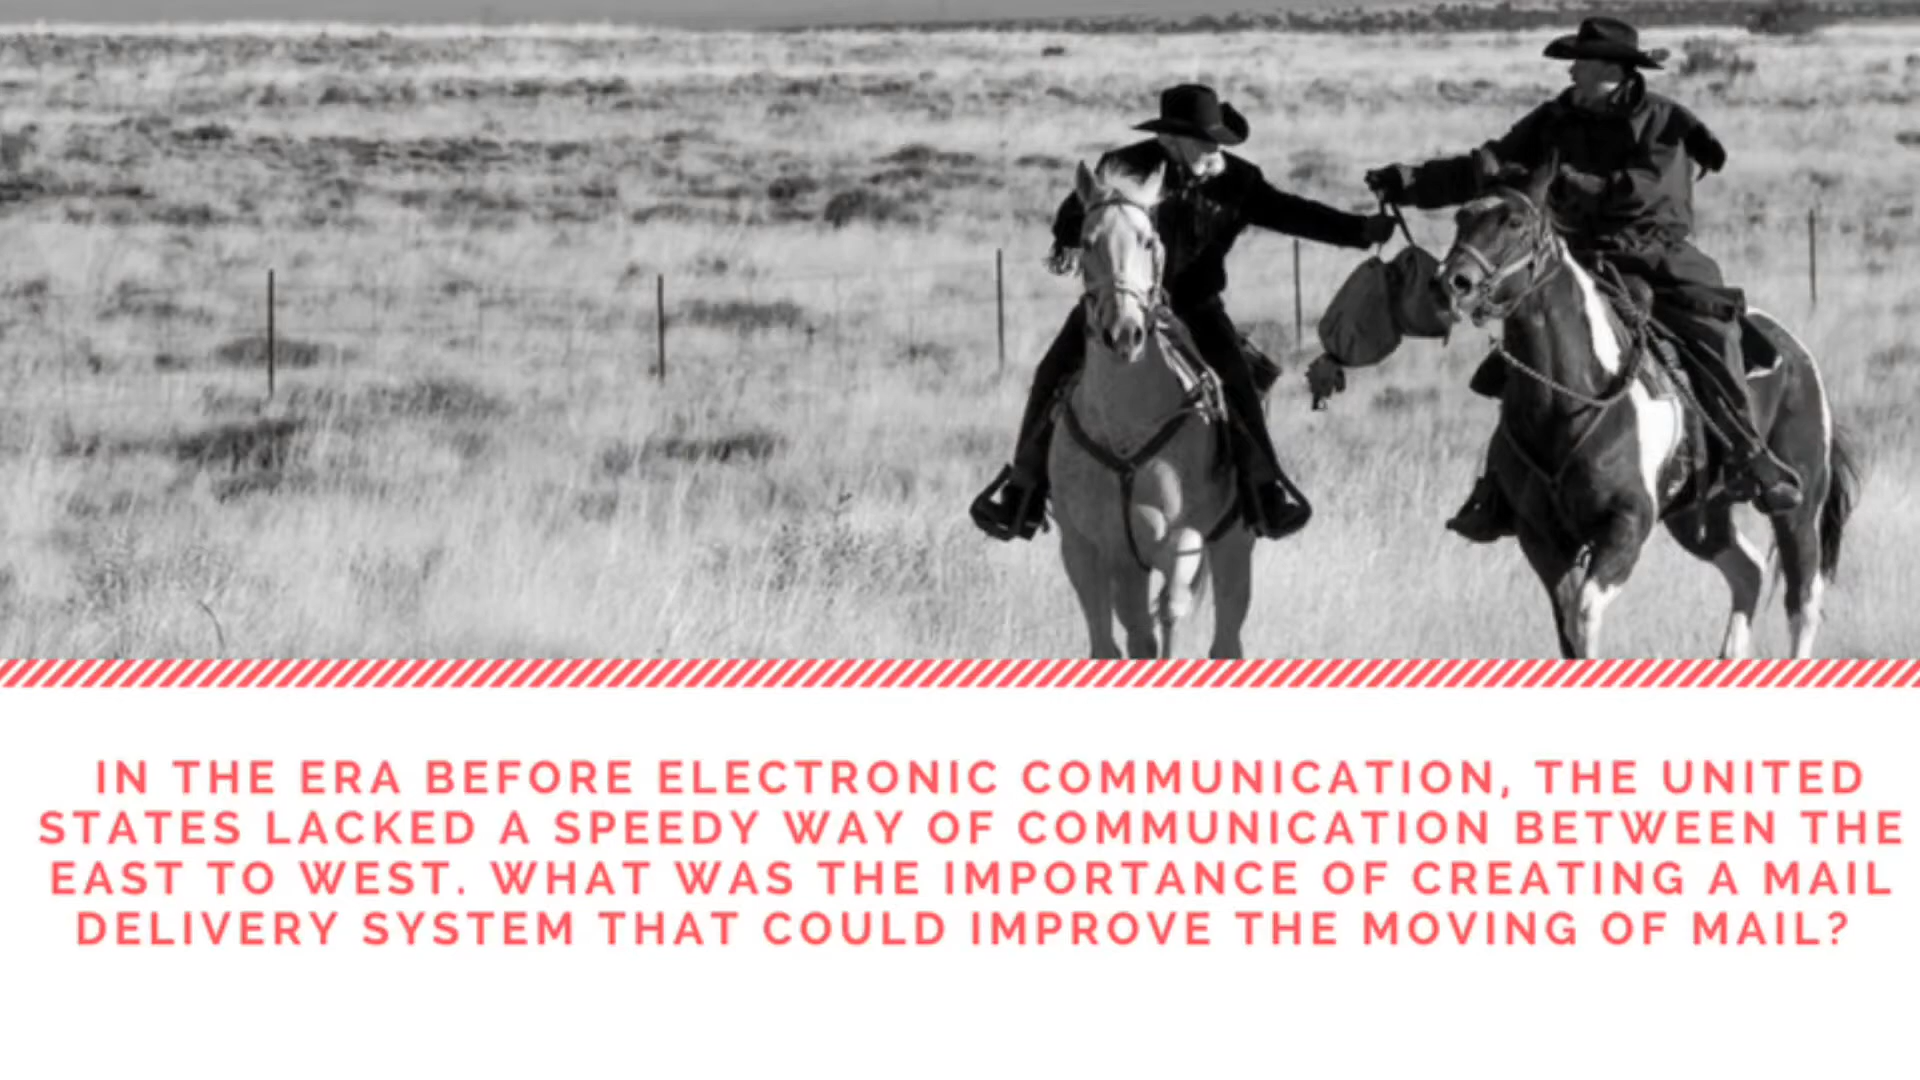 IN THE ERA BEFORE ELECTRONIC COMMUNICATION, THE UNITED
STATES LACKED A SPEEDY WAY OF COMMUNICATION BETWEEN THE
EAST TO WEST. WHAT WAS THE IMPORTANCE OF CREATING A MAIL
DELIVERY SYSTEM THAT COULD IMPROVE THE MOVING OF MAIL?